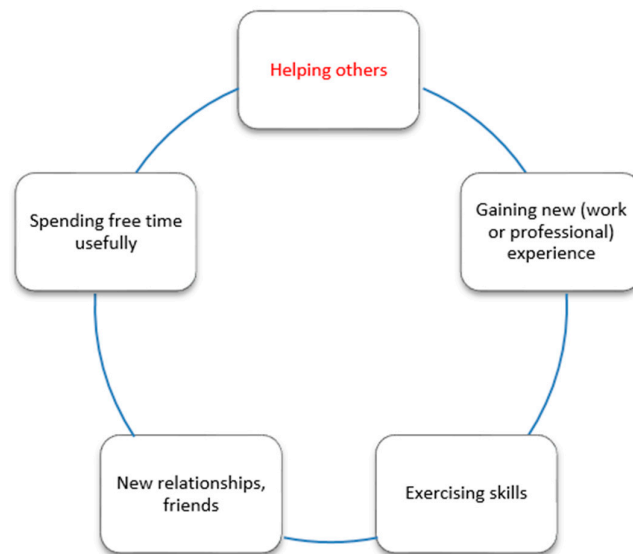 Helping others
Gaining new (work
or professional)
experience
Exercising skills
New relationships,
friends
Spending free time
usefully